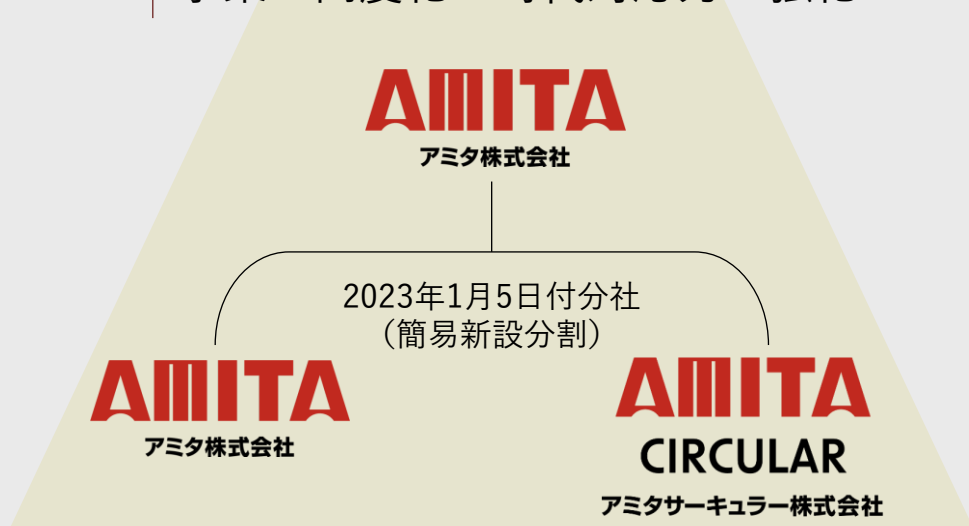 AMITA
アミタ株式会社
2023年1月5日付分社
（簡易新設分割）
AMITA
アミタ株式会社
AMITA
CIRCULAR
アミタサーキュラー株式会社